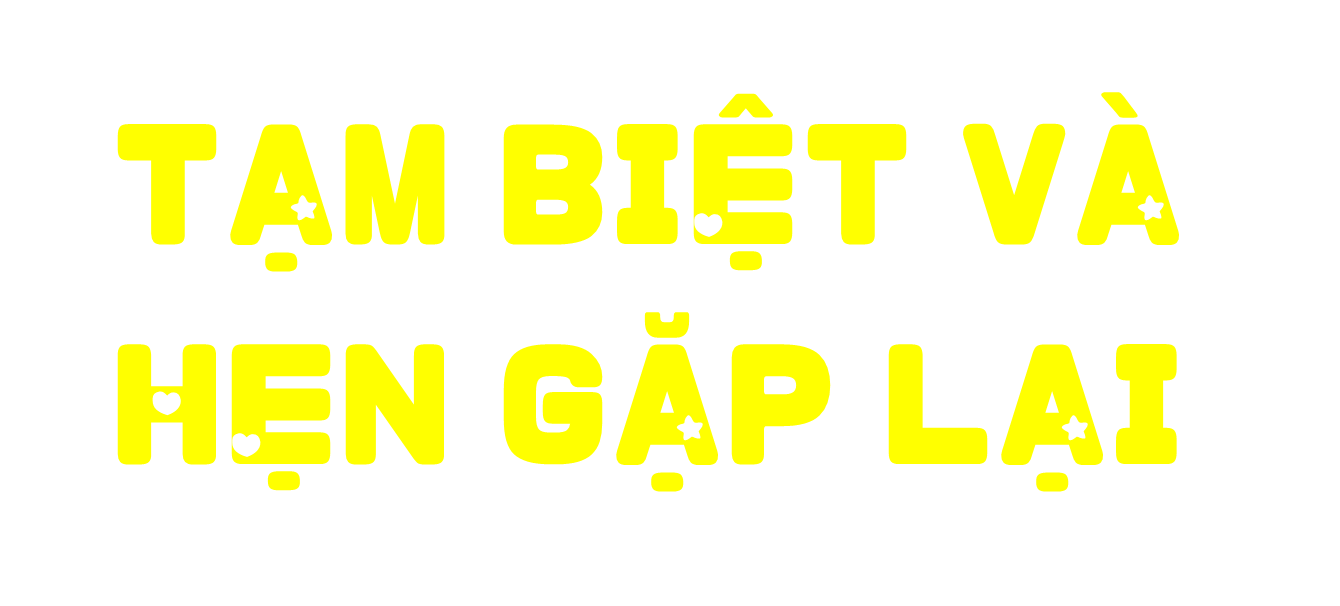 TẠM BIỆT VÀ
HẸN GẶP LẠI